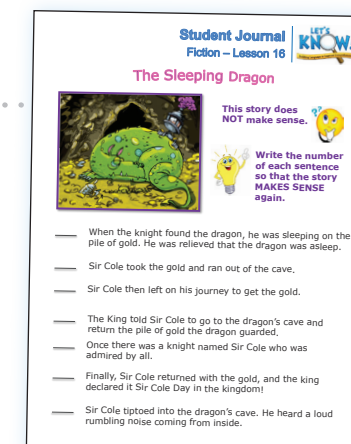 Student Journal
Fiction – Lesson 16
LET'S
KNOW!
The Sleeping Dragon
This story does
NOT make sense.
Write the number
of each sentence
so that the story
MAKES SENSE
again.
When the knight found the dragon, he was sleeping on the
pile of gold. He was relieved that the dragon was asleep.
Sir Cole took the gold and ran out of the cave.
Sir Cole then left on his journey to get the gold.
The King told Sir Cole to go to the dragon's cave and
return the pile of gold the dragon guarded.
Once there was a knight named Sir Cole who was
admired by all.
Finally, Sir Cole returned with the gold, and the king
declared it Sir Cole Day in the kingdom!
Sir Cole tiptoed into the dragon's cave. He heard a loud
rumbling noise coming from inside.